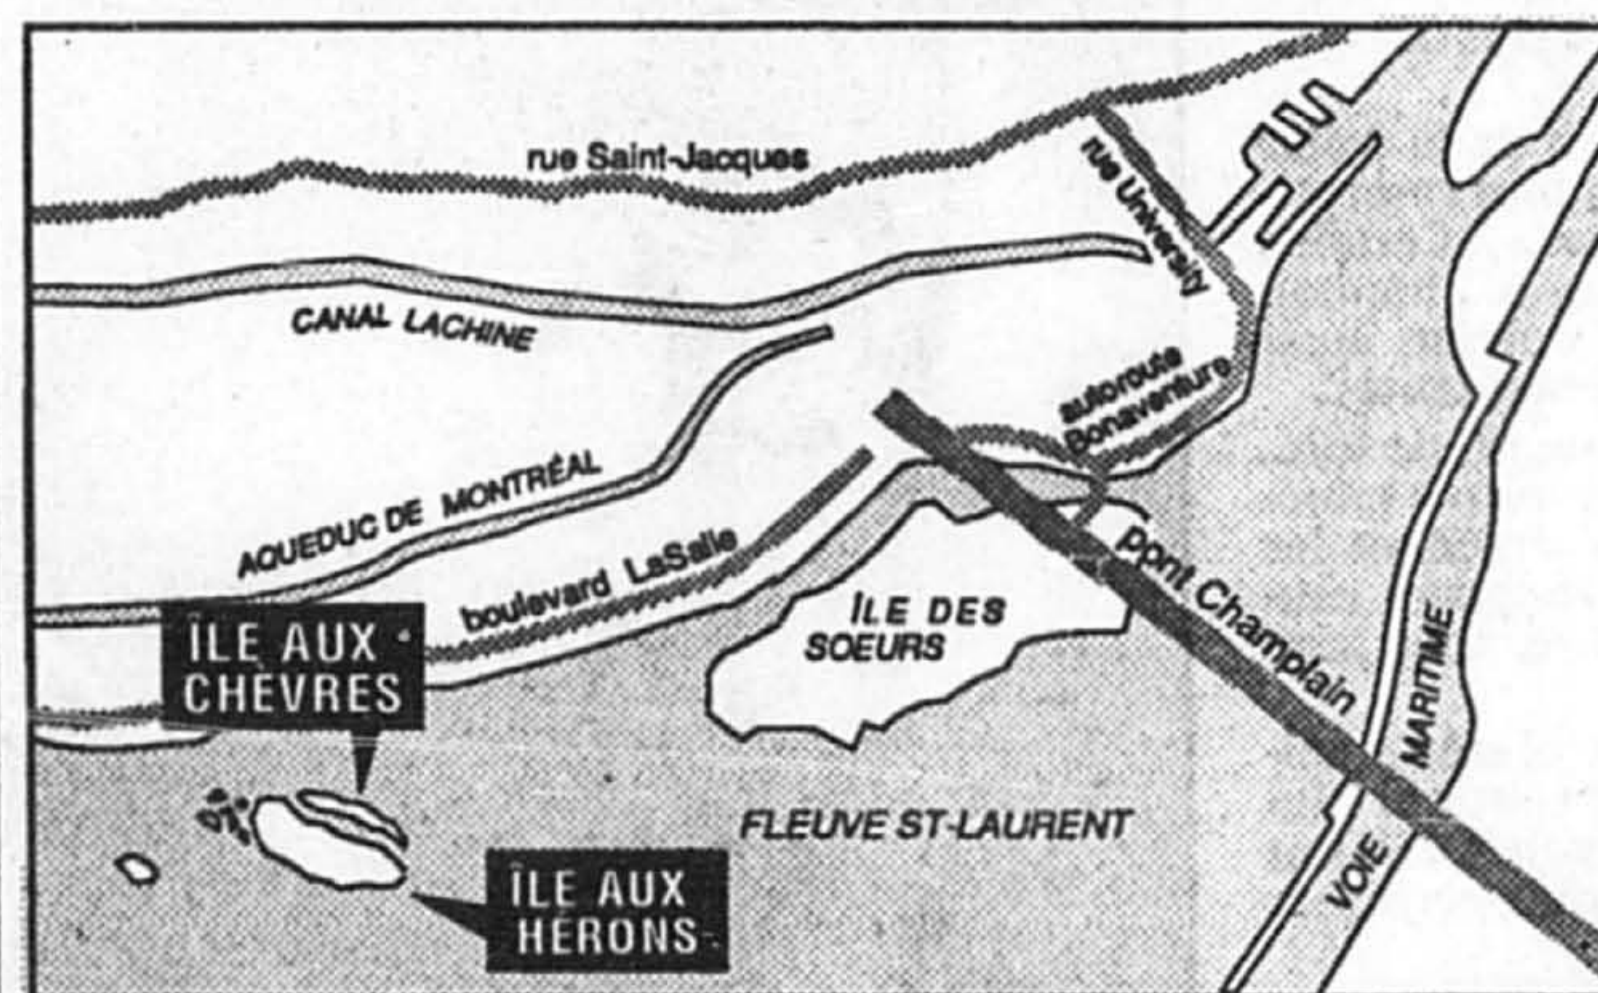 rue Saint-Jacques
rue University
CANAL LACHINE
autoroute
Bonaventure
AQUEDUC DE MONTRÉAL
boulevard LaSalle
pont Champlain
ÎLE DES
SOEURS
ÎLE AUX
CHÈVRES
VOIE MARITIME
FLEUVE ST-LAURENT
ÎLE AUX
HÉRONS